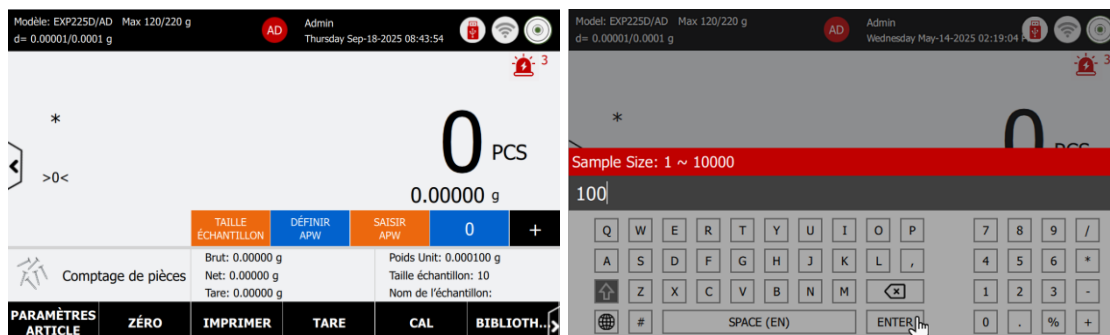 Modèle: EXP225D/AD Max 120/220 g
d= 0.00001/0.0001 g
AD
Admin
Thursday Sep-18-2025 08:43:54
3
*
0 PCS
>0<
0.00000 g
TAILLE ÉCHANTILLON
DÉFINIR APW
SAISIR APW
0
+
Comptage de pièces
Brut: 0.00000 g
Net: 0.00000 g
Tare: 0.00000 g
Poids Unit: 0.000100 g
Taille échantillon: 10
Nom de l'échantillon:
PARAMÈTRES ARTICLE
ZÉRO
IMPRIMER
TARE
CAL
BIBLIOTH...
Model: EXP225D/AD Max 120/220 g
d= 0.00001/0.0001 g
AD
Admin
Wednesday May-14-2025 02:19:04
3
*
0 PCS
Sample Size: 1 ~ 10000
100
Q W E R T Y U I O P 7 8 9 /
A S D F G H J K L , 4 5 6 *
Z X C V B N M 1 2 3 -
# SPACE (EN) ENTER 0 . % +